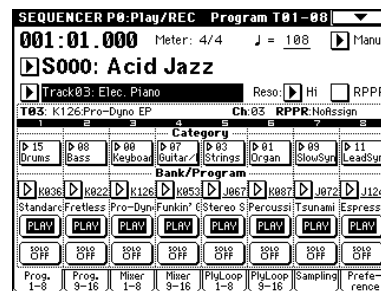 SEQUENCER P0:Play/REC Program T01-08
001:01.000 Meter: 4/4 ♩= 108 Manu
S000: Acid Jazz
Track03: Elec. Piano Reso: Hi RPPR
T03: K126:Pro-Dyno EP Ch:03 RPPR:NoAssign
1 2 3 4 5 6 7 8
Category
15 08 00 07 03 01 09 11
Drums Bass Keyboar Guitar/ Strings Organ SlowSyn LeadSyn
Bank/Program
K036 K022 K126 K053 J067 K087 J072 J12
Standarc Fretless Pro-Dyn Funkin' G Stereo S Percussi Tsunami Espress
PLAY PLAY PLAY PLAY PLAY PLAY PLAY PLAY
SOLO OFF SOLO OFF SOLO OFF SOLO OFF SOLO OFF SOLO OFF SOLO OFF SOLO OFF
Prog. Prog. Mixer Mixer PlyLoop PlyLoop Sampling Prefe-
1-8 9-16 1-8 9-16 1-8 9-16 rence